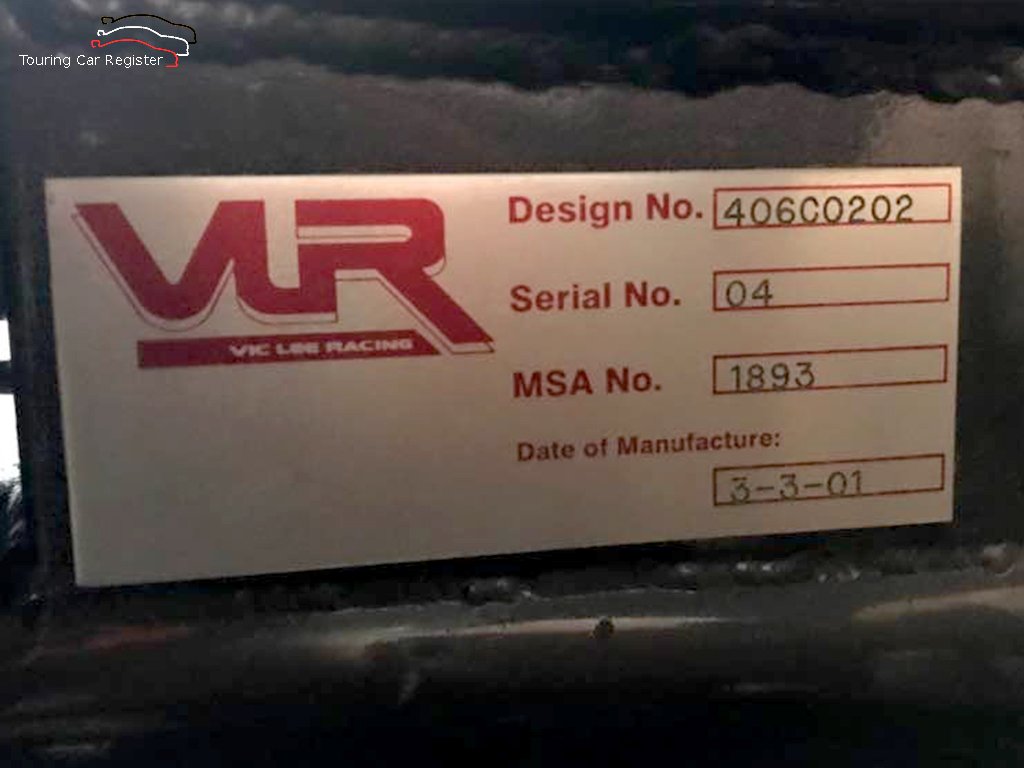 Touring Car Register
VLR
VIC LEE RACING
Design No. 406C0202
Serial No. 04
MSA No. 1893
Date of Manufacture:
3-3-01